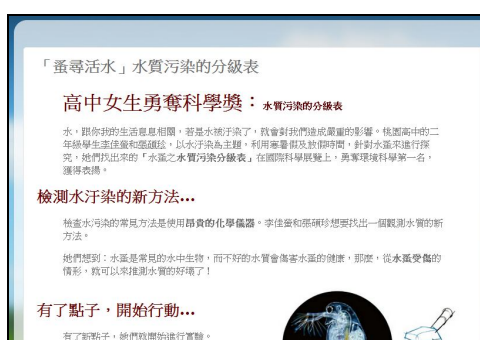 「蚤尋活水」水質污染的分級表
高中女生勇奪科學獎：水質污染的分級表
水，跟你我的生活息息相關，若是水被汙染了，就會對我們造成嚴重的影響。桃園高中的二
年級學生李佳螢和張碩珍，以水汙染為主題，利用寒暑假及放假時間，針對水蚤來進行探
究，她們找出來的「水蚤之水質污染分級表」在國際科學展覽上，勇奪環境科學第一名，
獲得表揚。
檢測水汙染的新方法...
檢查水污染的常見方法是使用昂貴的化學儀器。李佳螢和張碩珍想要找出一個觀測水質的新
方法。
她們想到：水蚤是常見的水中生物，而不好的水質會傷害水蚤的健康，那麼，從水蚤受傷的
情形，就可以來推測水質的好壞了！
有了點子，開始行動...
有了新點子，她們就開始進行實驗。